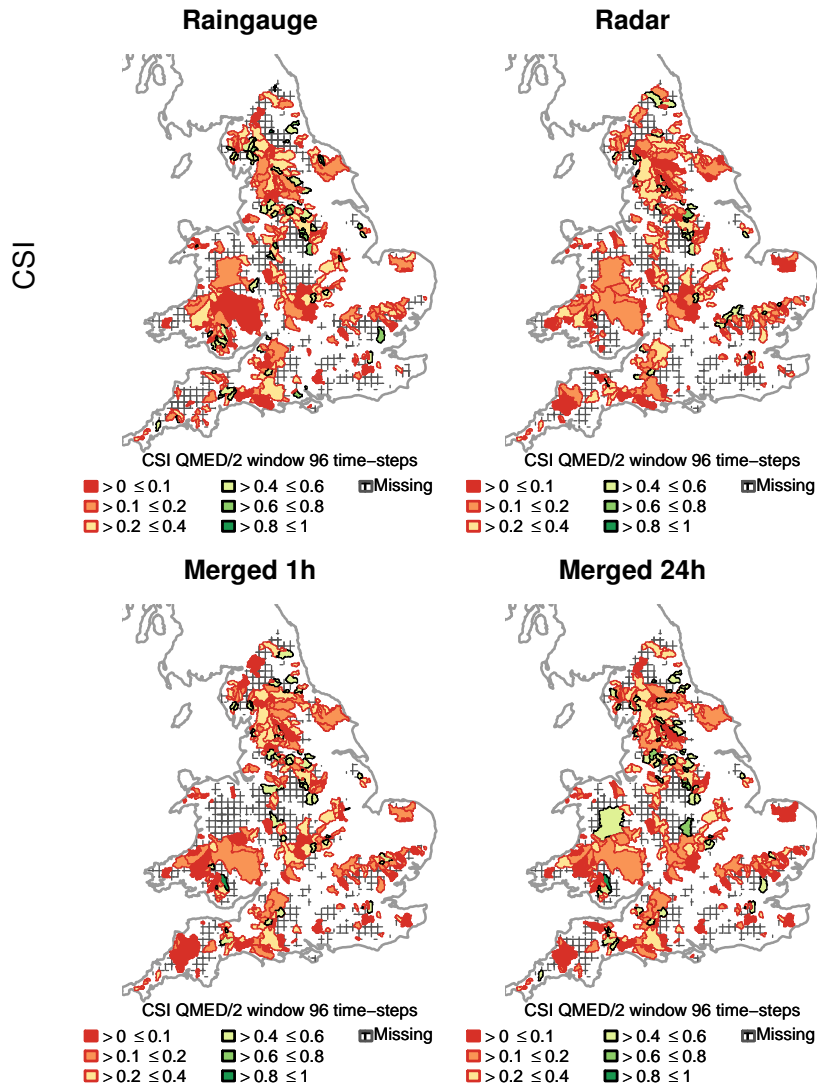 Raingauge Radar
CSI
CSI QMED/2 window 96 time−steps CSI QMED/2 window 96 time−steps
> 0 ≤ 0.1 > 0.4 ≤ 0.6 Missing > 0 ≤ 0.1 > 0.4 ≤ 0.6 Missing
> 0.1 ≤ 0.2 > 0.6 ≤ 0.8 > 0.1 ≤ 0.2 > 0.6 ≤ 0.8
> 0.2 ≤ 0.4 > 0.8 ≤ 1 > 0.2 ≤ 0.4 > 0.8 ≤ 1
Merged 1h Merged 24h
CSI QMED/2 window 96 time−steps CSI QMED/2 window 96 time−steps
> 0 ≤ 0.1 > 0.4 ≤ 0.6 Missing > 0 ≤ 0.1 > 0.4 ≤ 0.6 Missing
> 0.1 ≤ 0.2 > 0.6 ≤ 0.8 > 0.1 ≤ 0.2 > 0.6 ≤ 0.8
> 0.2 ≤ 0.4 > 0.8 ≤ 1 > 0.2 ≤ 0.4 > 0.8 ≤ 1